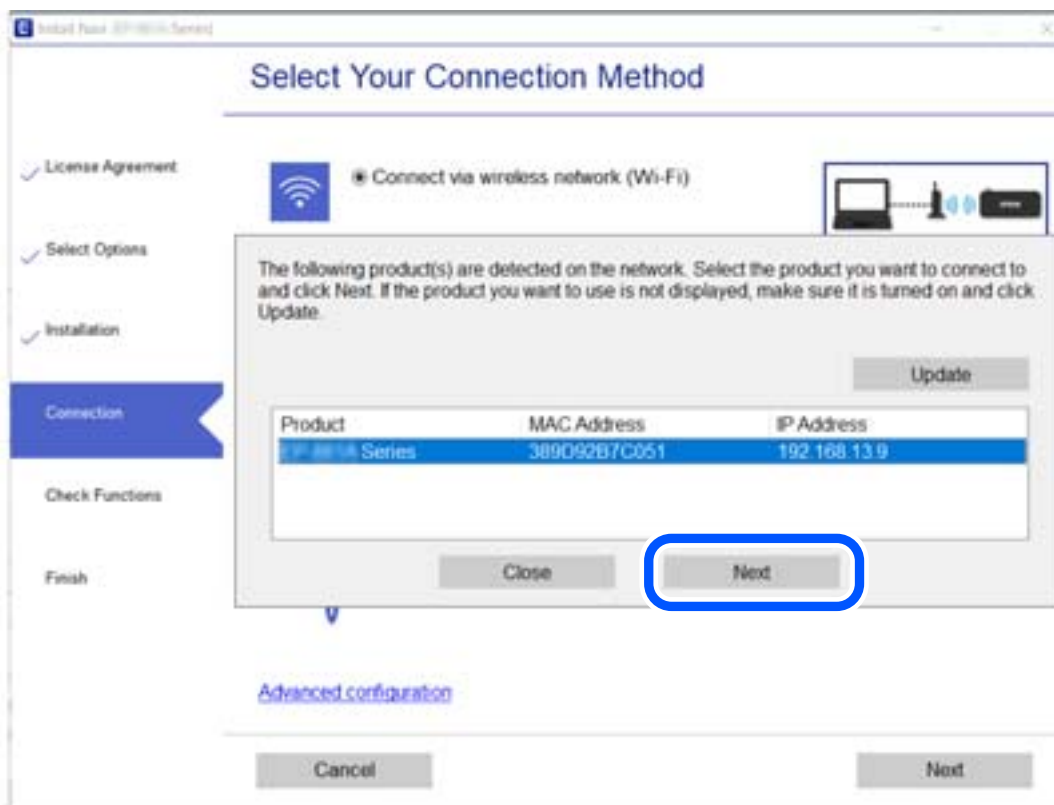 Select Your Connection Method
License Agreement
Select Options
Installation
Connection
Check Functions
Finish
Connect via wireless network (Wi-Fi)
The following product(s) are detected on the network. Select the product you want to connect to
and click Next. If the product you want to use is not displayed, make sure it is turned on and click
Update.
Update
Product MAC Address IP Address
Series 389D92B7C051 192.168.13.9
Close Next
Advanced configuration
Cancel Next